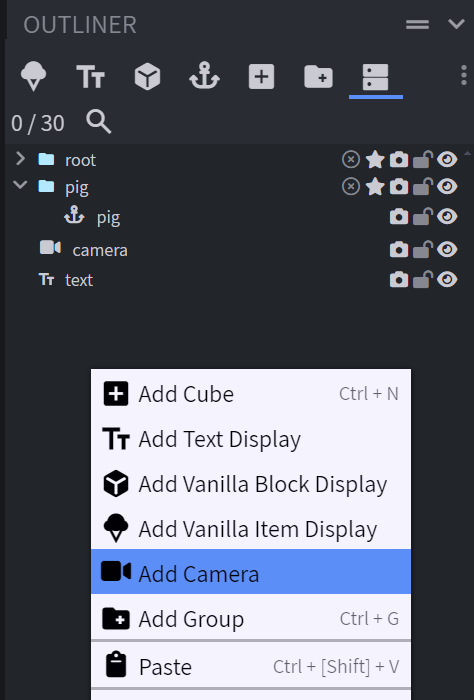 OUTLINER
0 / 30
root
pig
pig
camera
text
Add Cube Ctrl + N
Add Text Display
Add Vanilla Block Display
Add Vanilla Item Display
Add Camera
Add Group Ctrl + G
Paste Ctrl + [Shift] + V